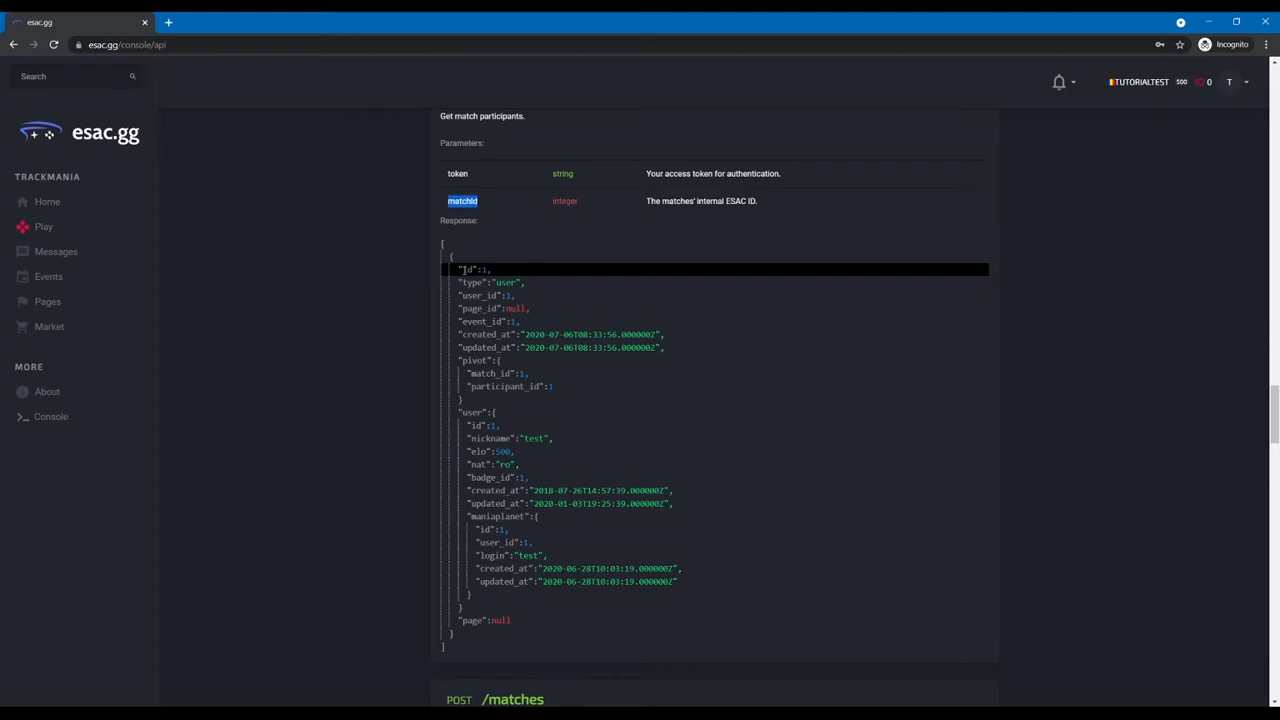 esac.gg
esac.gg/console/api
Incognito
Search
TUTORIALTEST 500 0 T
esac.gg
TRACKMANIA
Home
Play
Messages
Events
Pages
Market
MORE
About
Console
Get match participants.
Parameters:
token string Your access token for authentication.
matchId integer The matches' internal ESAC ID.
Response:
[
{
"id":1,
"type":"user",
"user_id":1,
"page_id":null,
"event_id":1,
"created_at":"2020-07-06T08:33:56.000000Z",
"updated_at":"2020-07-06T08:33:56.000000Z",
"pivot":{
"match_id":1,
"participant_id":1
}
"user":{
"id":1,
"nickname":"test",
"elo":500,
"nat":"ro",
"badge_id":1,
"created_at":"2018-07-26T14:57:39.000000Z",
"updated_at":"2020-01-03T19:25:39.000000Z",
"maniaplanet":{
"id":1,
"user_id":1,
"login":"test",
"created_at":"2020-06-28T10:03:19.000000Z",
"updated_at":"2020-06-28T10:03:19.000000Z"
}
}
"page":null
}
]
POST /matches